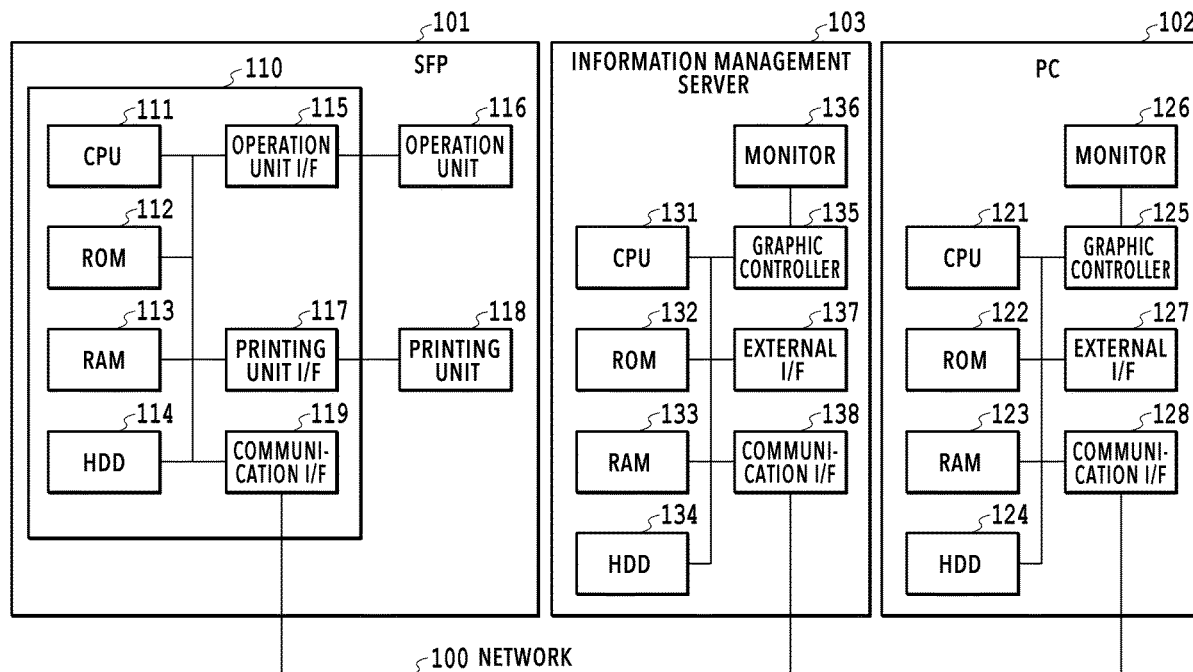 101
103
102
SFP
INFORMATION MANAGEMENT
SERVER
PC
110
111
115
116
136
126
CPU
OPERATION
UNIT I/F
OPERATION
UNIT
MONITOR
MONITOR
112
131
135
121
125
ROM
CPU
GRAPHIC
CONTROLLER
CPU
GRAPHIC
CONTROLLER
113
117
118
132
137
122
127
RAM
PRINTING
UNIT I/F
PRINTING
UNIT
ROM
EXTERNAL
I/F
ROM
EXTERNAL
I/F
114
119
133
138
123
128
HDD
COMMUNI-
CATION I/F
RAM
COMMUNI-
CATION I/F
RAM
COMMUNI-
CATION I/F
134
124
HDD
HDD
100 NETWORK